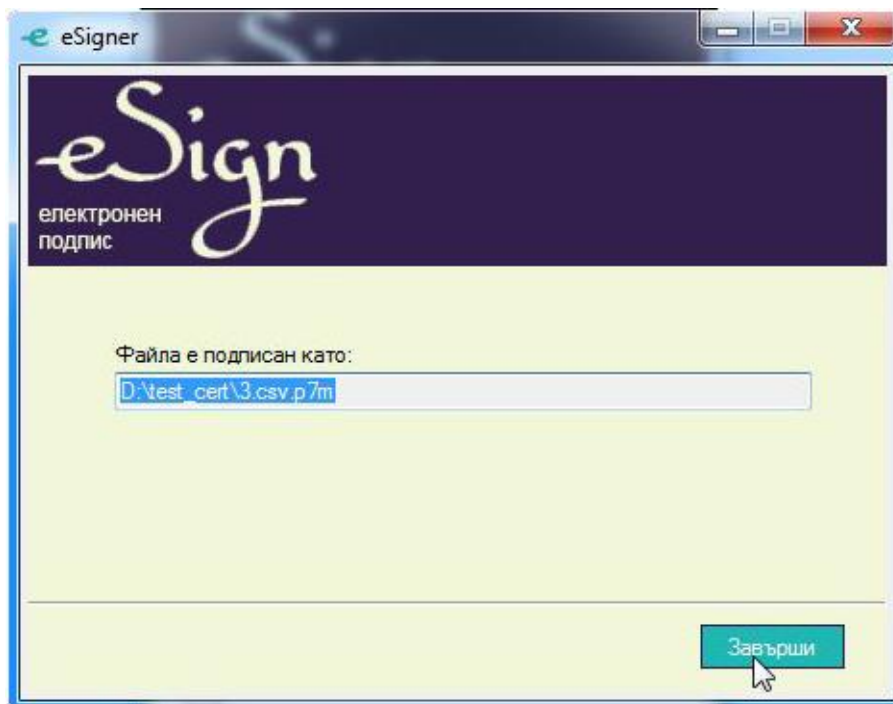 eSigner
eSign
електронен
подпис
Файла е подписан като:
D:\test_cert\3.csv.p7m
Завърши